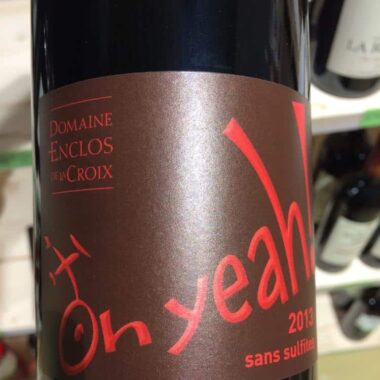 DOMAINE
ENCLOS
DE LA CROIX
Oh yeah!
2013
sans sulfites